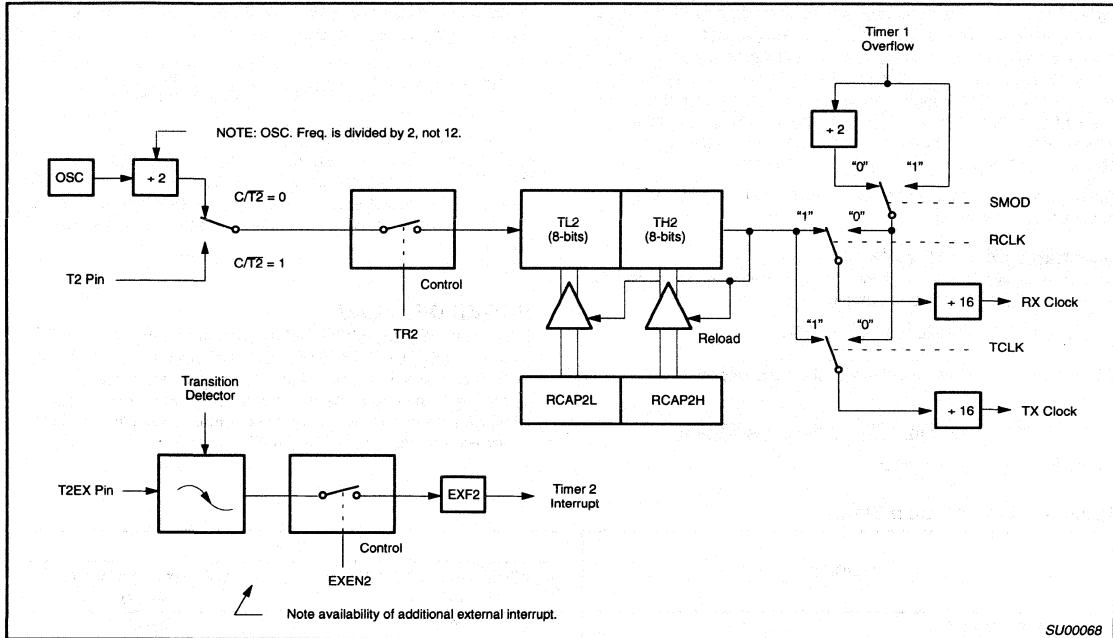 Timer 1
Overflow
NOTE: OSC. Freq. is divided by 2, not 12.
÷ 2
"0"
"1"
OSC
÷ 2
C/T2̅ = 0
SMOD
TL2
(8-bits)
TH2
(8-bits)
"1"
"0"
RCLK
C/T2̅ = 1
T2 Pin
Control
÷ 16
RX Clock
TR2
Reload
"1"
"0"
TCLK
Transition
Detector
RCAP2L
RCAP2H
÷ 16
TX Clock
T2EX Pin
EXF2
Timer 2
Interrupt
Control
EXEN2
Note availability of additional external interrupt.
SU00068